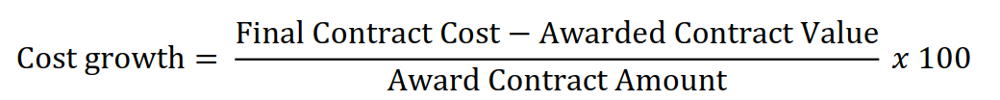 Final Contract Cost − Awarded Contract Value
Cost growth = x 100
Award Contract Amount